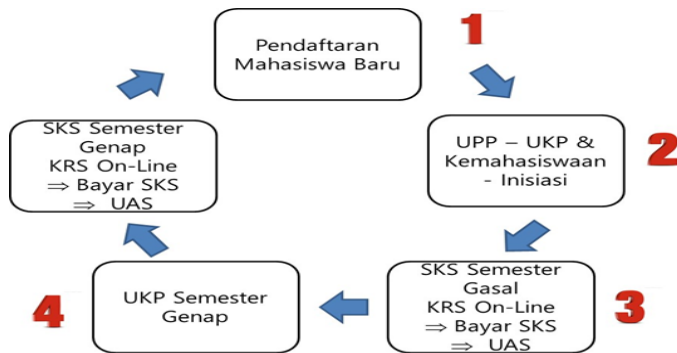 Pendaftaran
Mahasiswa Baru
1
UPP – UKP &
Kemahasiswaan
- Inisiasi
2
SKS Semester
Gasal
KRS On-Line
⇒ Bayar SKS
⇒ UAS
3
UKP Semester
Genap
4
SKS Semester
Genap
KRS On-Line
⇒ Bayar SKS
⇒ UAS